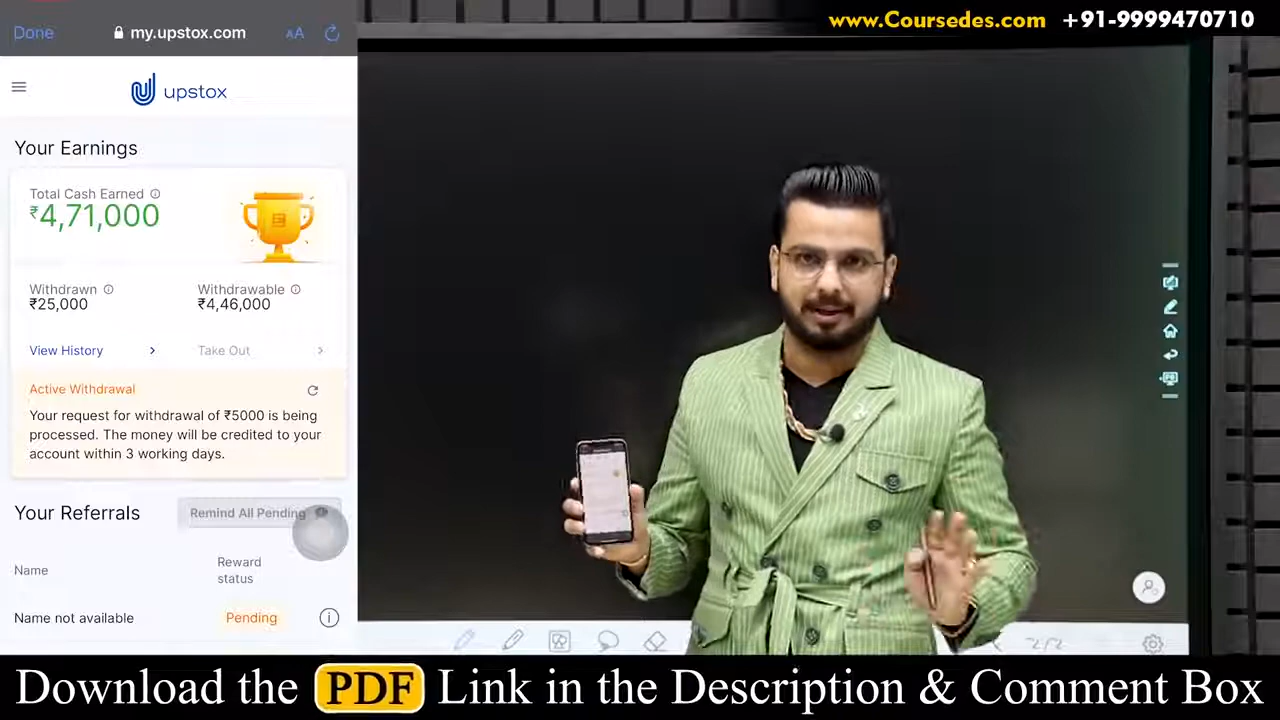 www.Coursedes.com +91-9999470710
Done
my.upstox.com
AA
upstox
Your Earnings
Total Cash Earned
₹4,71,000
Withdrawn
Withdrawable
₹25,000
₹4,46,000
View History
Take Out
Active Withdrawal
Your request for withdrawal of ₹5000 is being
processed. The money will be credited to your
account within 3 working days.
Your Referrals
Remind All Pending
Name
Reward
status
Name not available
Pending
2/2
Download the PDF Link in the Description & Comment Box